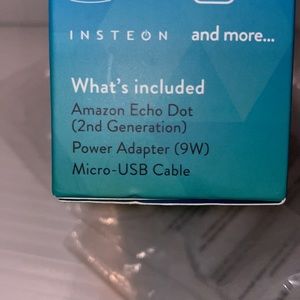 INSTEON and more...
What's included
Amazon Echo Dot
(2nd Generation)
Power Adapter (9W)
Micro-USB Cable